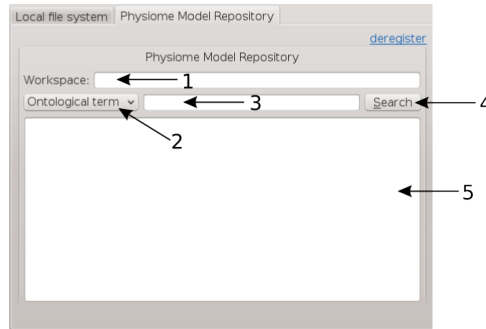 Local file system Physiome Model Repository
deregister
Physiome Model Repository
Workspace: 1
Ontological term 3 Search 4
2
5